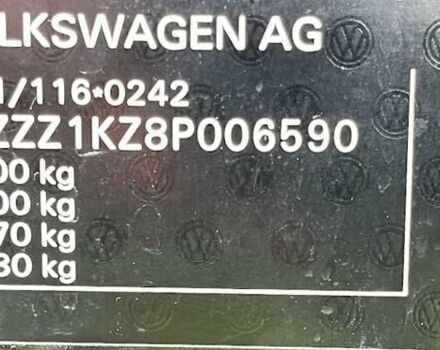 LKSWAGEN AG
1/116*0242
ZZZ1KZ8P006590
00 kg
00 kg
70 kg
30 kg